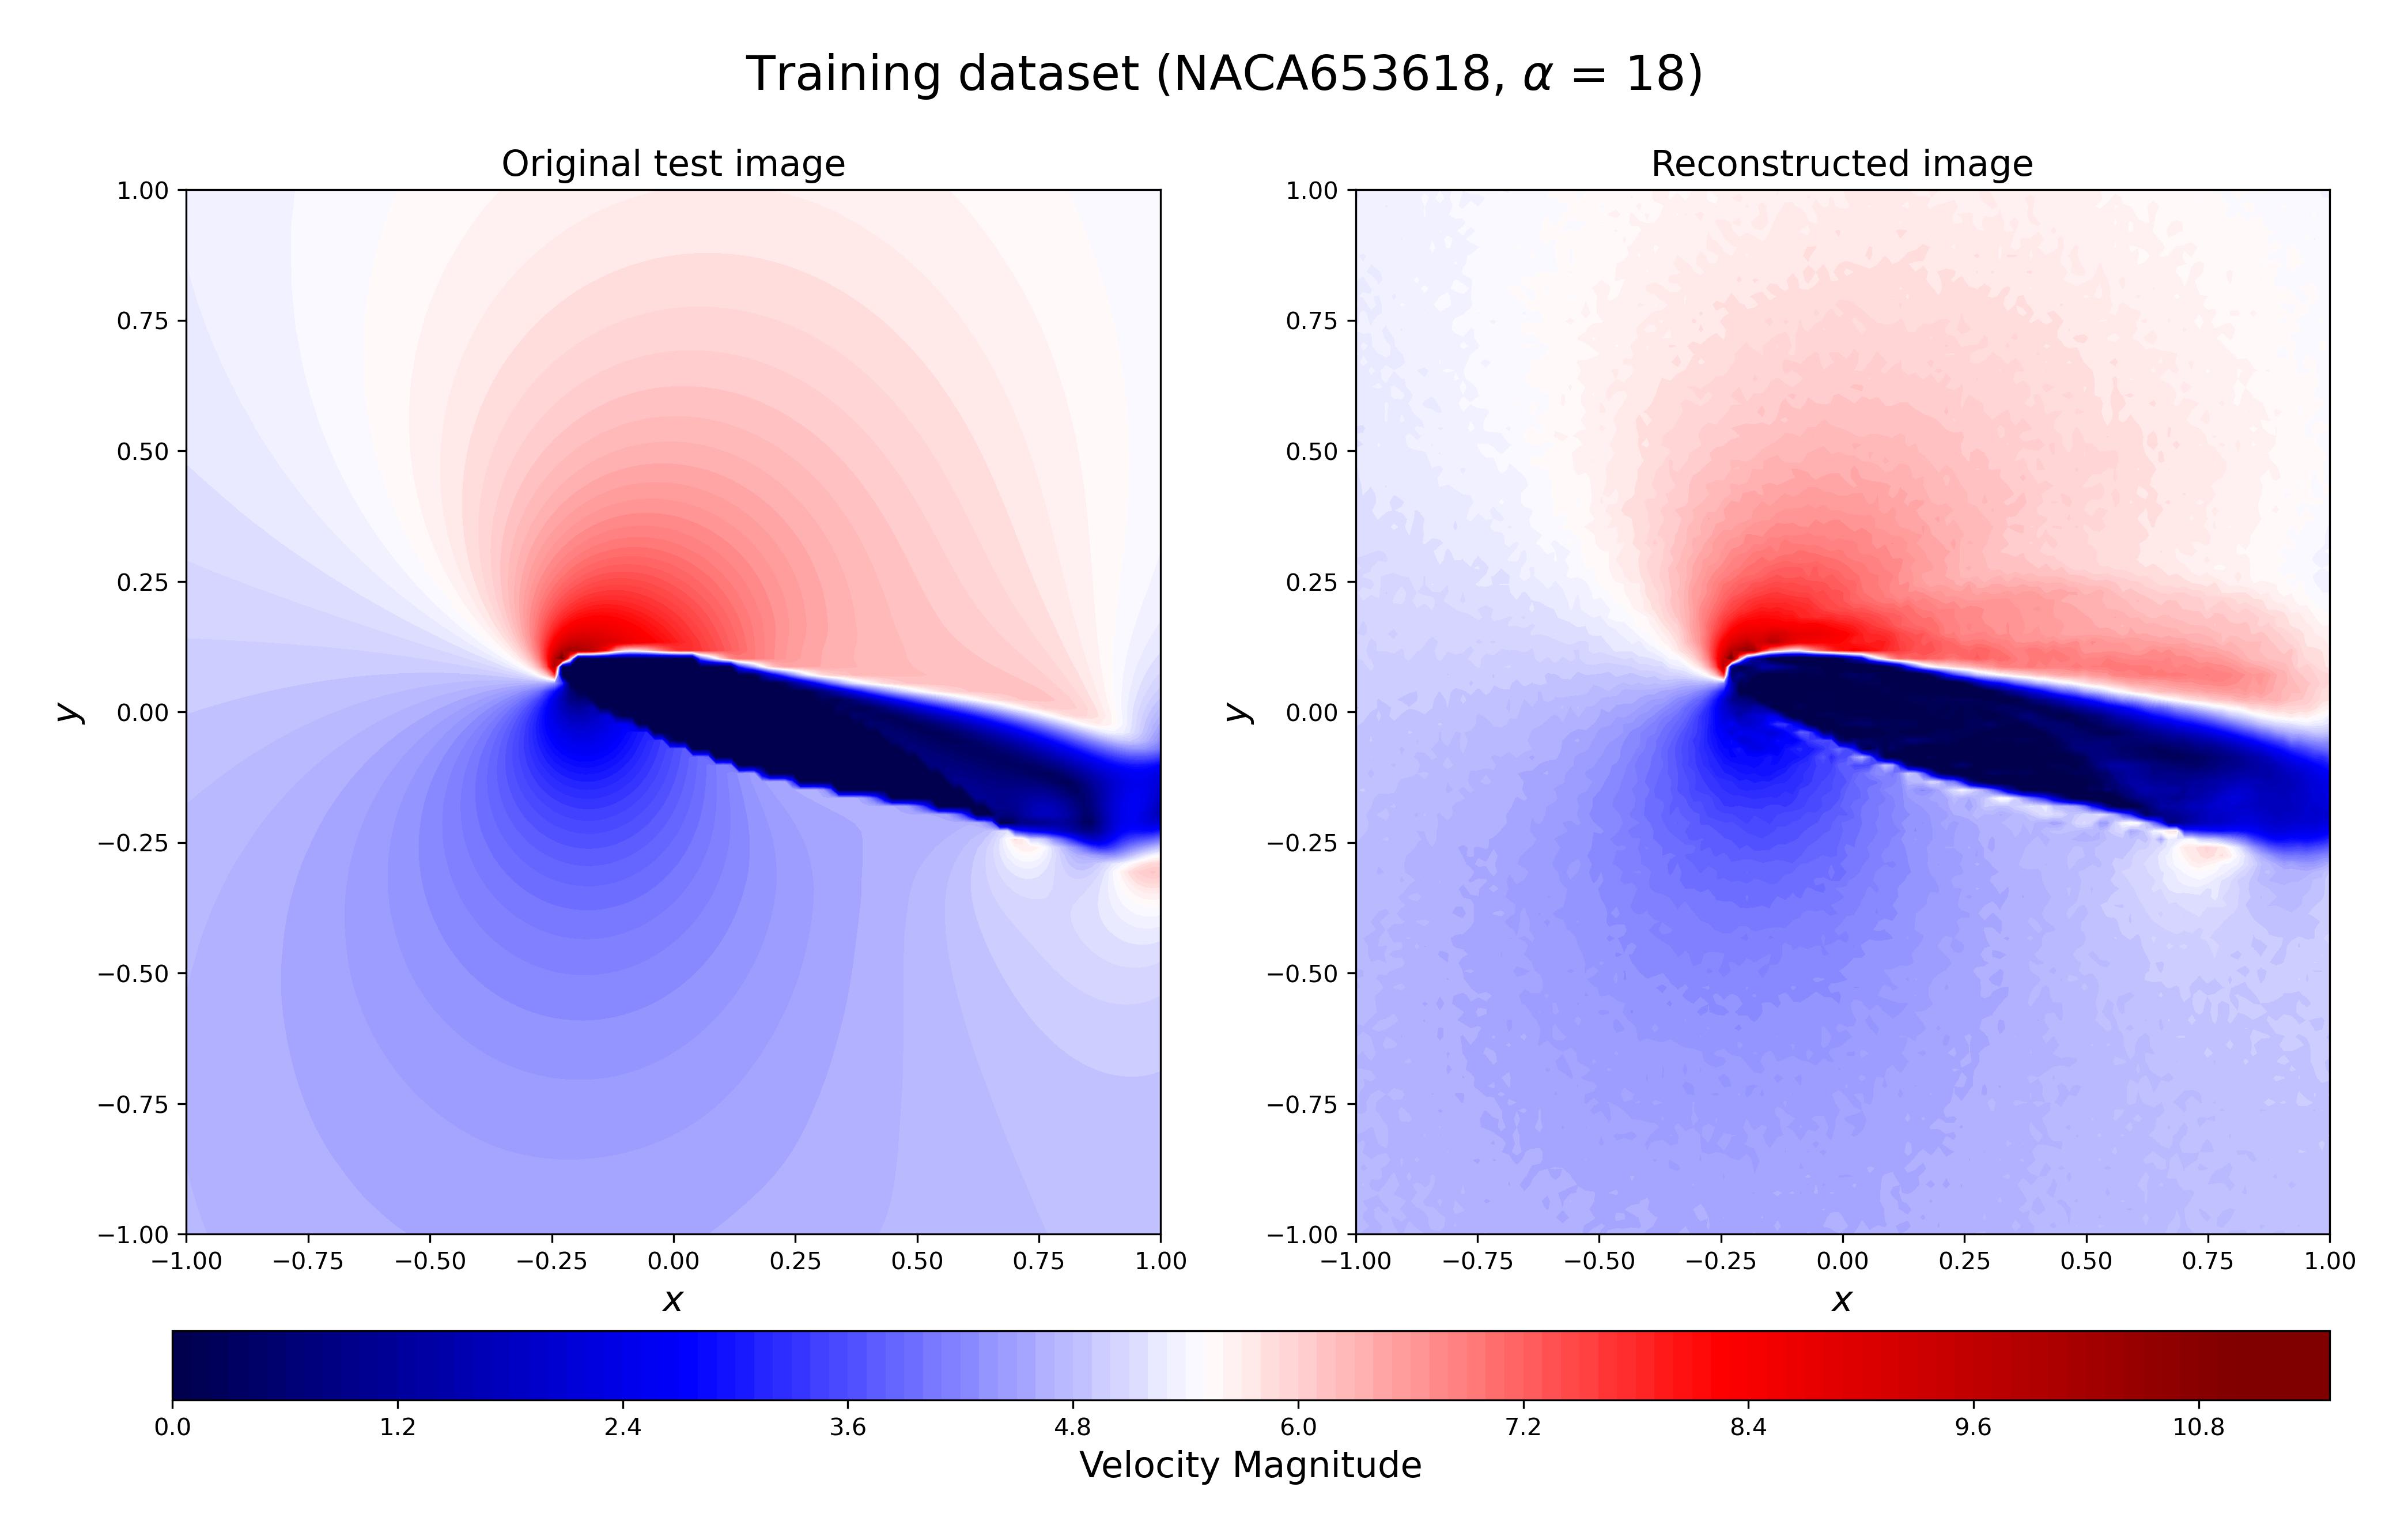 Training dataset (NACA653618, α = 18)
Original test image
Reconstructed image
1.00
0.75
0.50
0.25
0.00
−0.25
−0.50
−0.75
−1.00
y
−1.00 −0.75 −0.50 −0.25 0.00 0.25 0.50 0.75 1.00
x
1.00
0.75
0.50
0.25
0.00
−0.25
−0.50
−0.75
−1.00
y
−1.00 −0.75 −0.50 −0.25 0.00 0.25 0.50 0.75 1.00
x
0.0 1.2 2.4 3.6 4.8 6.0 7.2 8.4 9.6 10.8
Velocity Magnitude